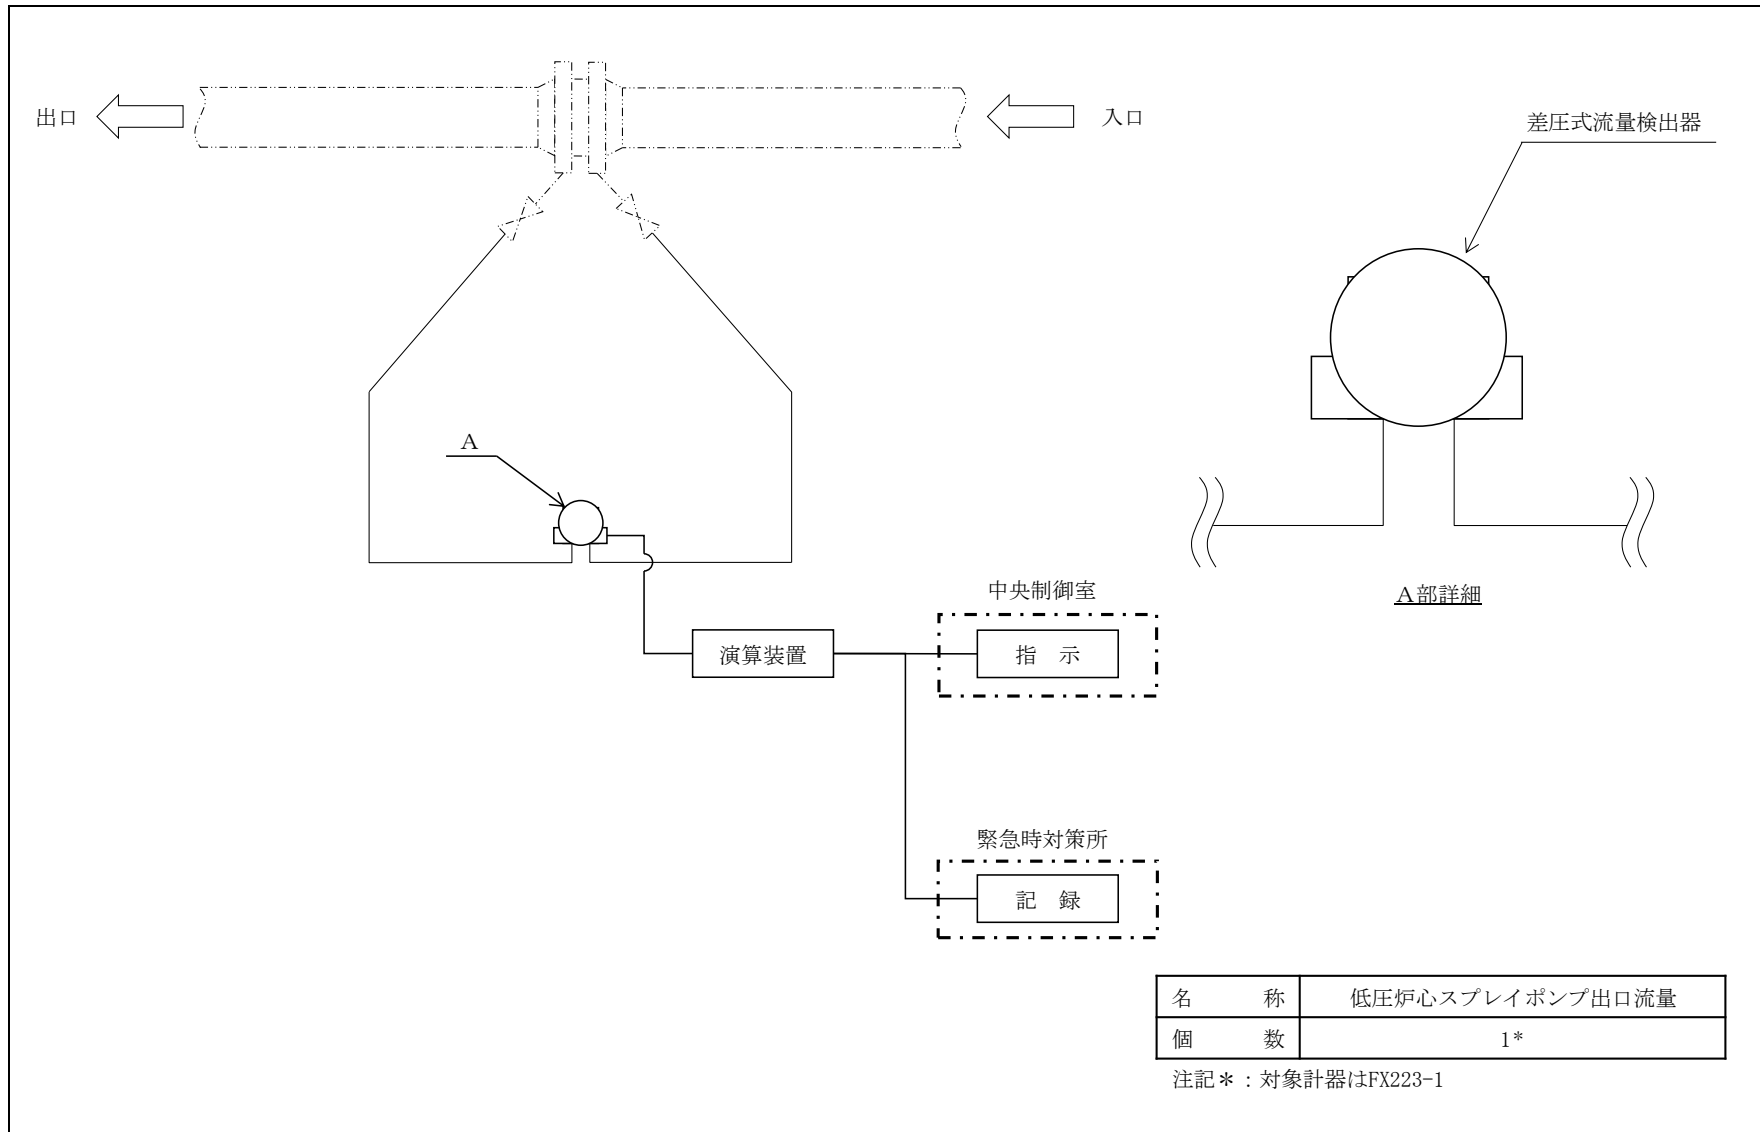 出口
入口
差圧式流量検出器
A
中央制御室
A部詳細
演算装置
指 示
緊急時対策所
記 録
名 称 低圧炉心スプレイポンプ出口流量
個 数 1*
注記＊：対象計器はFX223-1